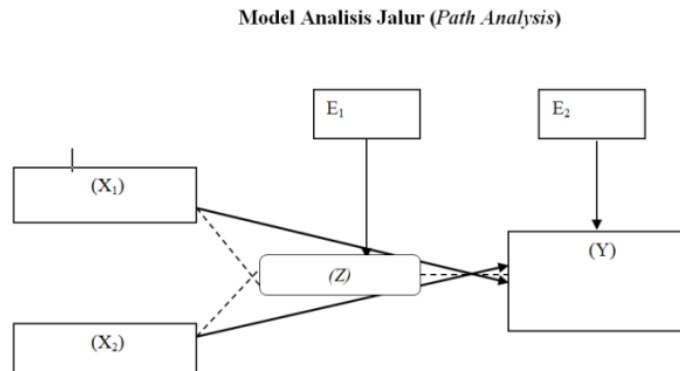 Model Analisis Jalur (Path Analysis)
E₁
E₂
(X₁)
(Y)
(Z)
(X₂)